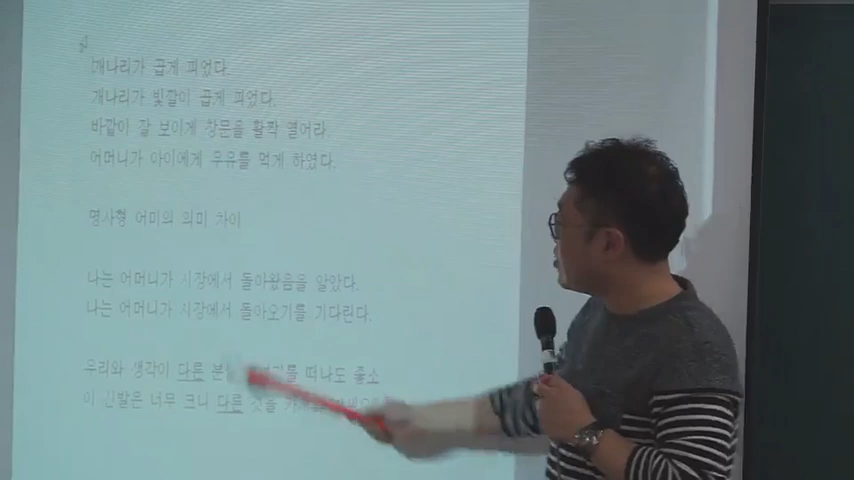 개나리가 곱게 피었다.
개나리가 빛깔이 곱게 피었다.
바깥이 잘 보이게 창문을 활짝 열어라.
어머니가 아이에게 우유를 먹게 하였다.
명사형 어미의 의미 차이
나는 어머니가 시장에서 돌아왔음을 알았다.
나는 어머니가 시장에서 돌아오기를 기다린다.
우리와 생각이 다른 떠나도 좋소
이 신발은 너무 크니 다른 것을